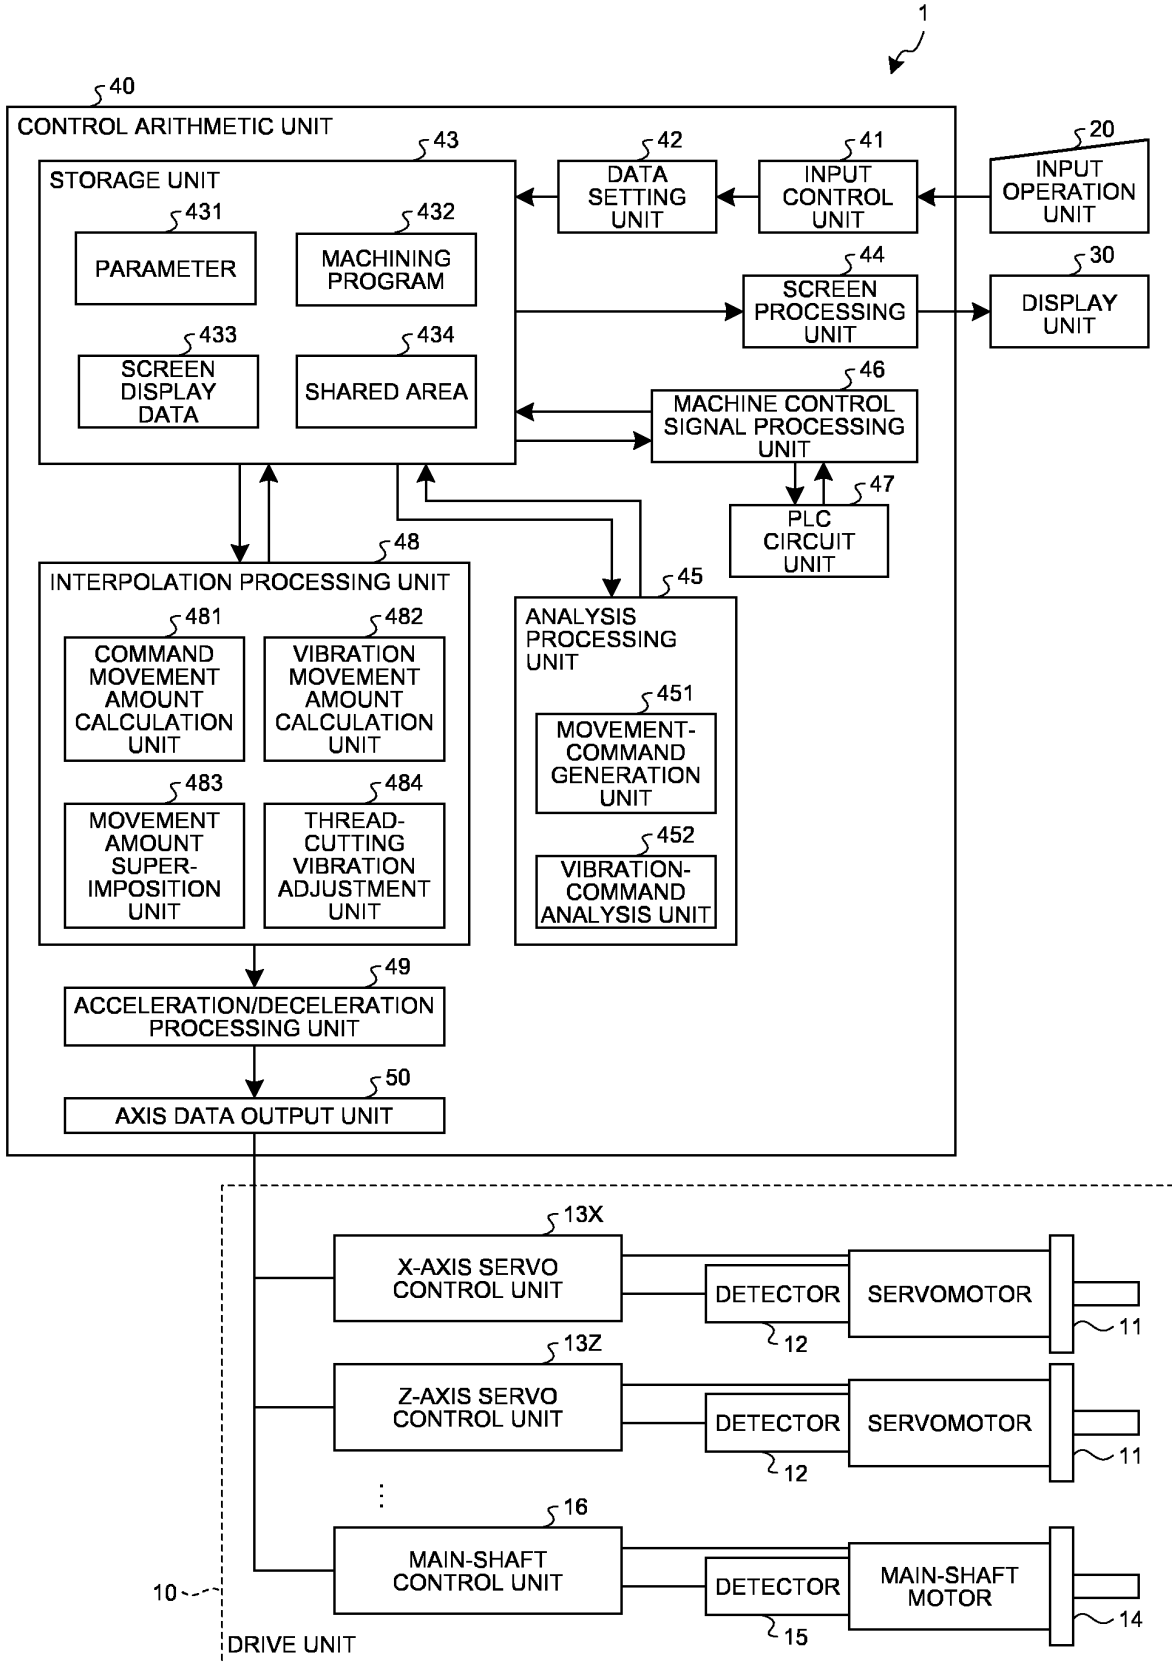 1
40
CONTROL ARITHMETIC UNIT
43
STORAGE UNIT
431
PARAMETER
432
MACHINING
PROGRAM
433
SCREEN
DISPLAY
DATA
434
SHARED AREA
42
DATA
SETTING
UNIT
41
INPUT
CONTROL
UNIT
20
INPUT
OPERATION
UNIT
44
SCREEN
PROCESSING
UNIT
30
DISPLAY
UNIT
46
MACHINE CONTROL
SIGNAL PROCESSING
UNIT
47
PLC
CIRCUIT
UNIT
48
INTERPOLATION PROCESSING UNIT
481
COMMAND
MOVEMENT
AMOUNT
CALCULATION
UNIT
482
VIBRATION
MOVEMENT
AMOUNT
CALCULATION
UNIT
483
MOVEMENT
AMOUNT
SUPER-
IMPOSITION
UNIT
484
THREAD-
CUTTING
VIBRATION
ADJUSTMENT
UNIT
45
ANALYSIS
PROCESSING
UNIT
451
MOVEMENT-
COMMAND
GENERATION
UNIT
452
VIBRATION-
COMMAND
ANALYSIS UNIT
49
ACCELERATION/DECELERATION
PROCESSING UNIT
50
AXIS DATA OUTPUT UNIT
13X
X-AXIS SERVO
CONTROL UNIT
DETECTOR
12
SERVOMOTOR
11
13Z
Z-AXIS SERVO
CONTROL UNIT
DETECTOR
12
SERVOMOTOR
11
⋮
16
MAIN-SHAFT
CONTROL UNIT
DETECTOR
15
MAIN-SHAFT
MOTOR
14
10
DRIVE UNIT